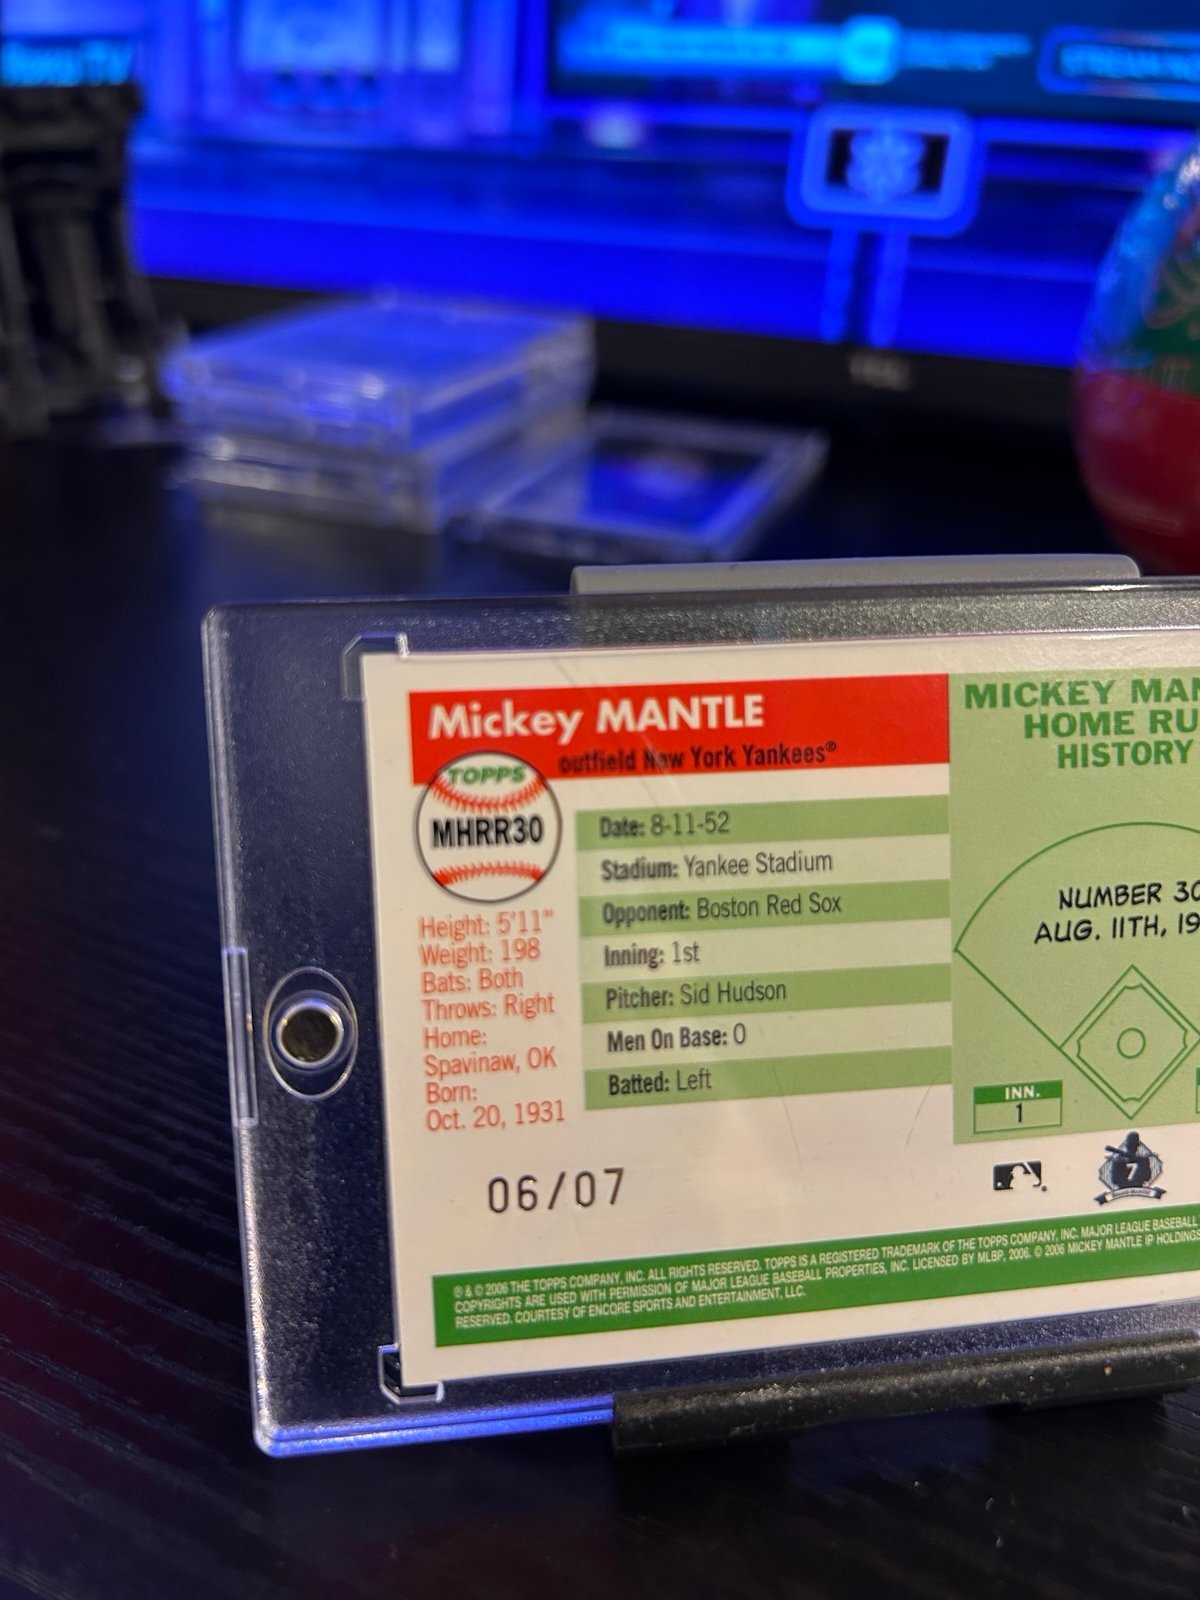 Roku TV
STREAM
TCL
Mickey MANTLE
outfield New York Yankees®
TOPPS
MHRR30
Height: 5'11"
Weight: 198
Bats: Both
Throws: Right
Home:
Spavinaw, OK
Born:
Oct. 20, 1931
Date: 8-11-52
Stadium: Yankee Stadium
Opponent: Boston Red Sox
Inning: 1st
Pitcher: Sid Hudson
Men On Base: 0
Batted: Left
06/07
MICKEY MAN
HOME RU
HISTORY
NUMBER 30
AUG. 11TH, 19
INN.
1
7
® & © 2006 THE TOPPS COMPANY, INC. ALL RIGHTS RESERVED. TOPPS IS A REGISTERED TRADEMARK OF THE TOPPS COMPANY, INC. MAJOR LEAGUE BASEBALL
COPYRIGHTS ARE USED WITH PERMISSION OF MAJOR LEAGUE BASEBALL PROPERTIES, INC. LICENSED BY MLBP, 2006. © 2006 MICKEY MANTLE IP HOLDINGS
RESERVED. COURTESY OF ENCORE SPORTS AND ENTERTAINMENT, LLC.